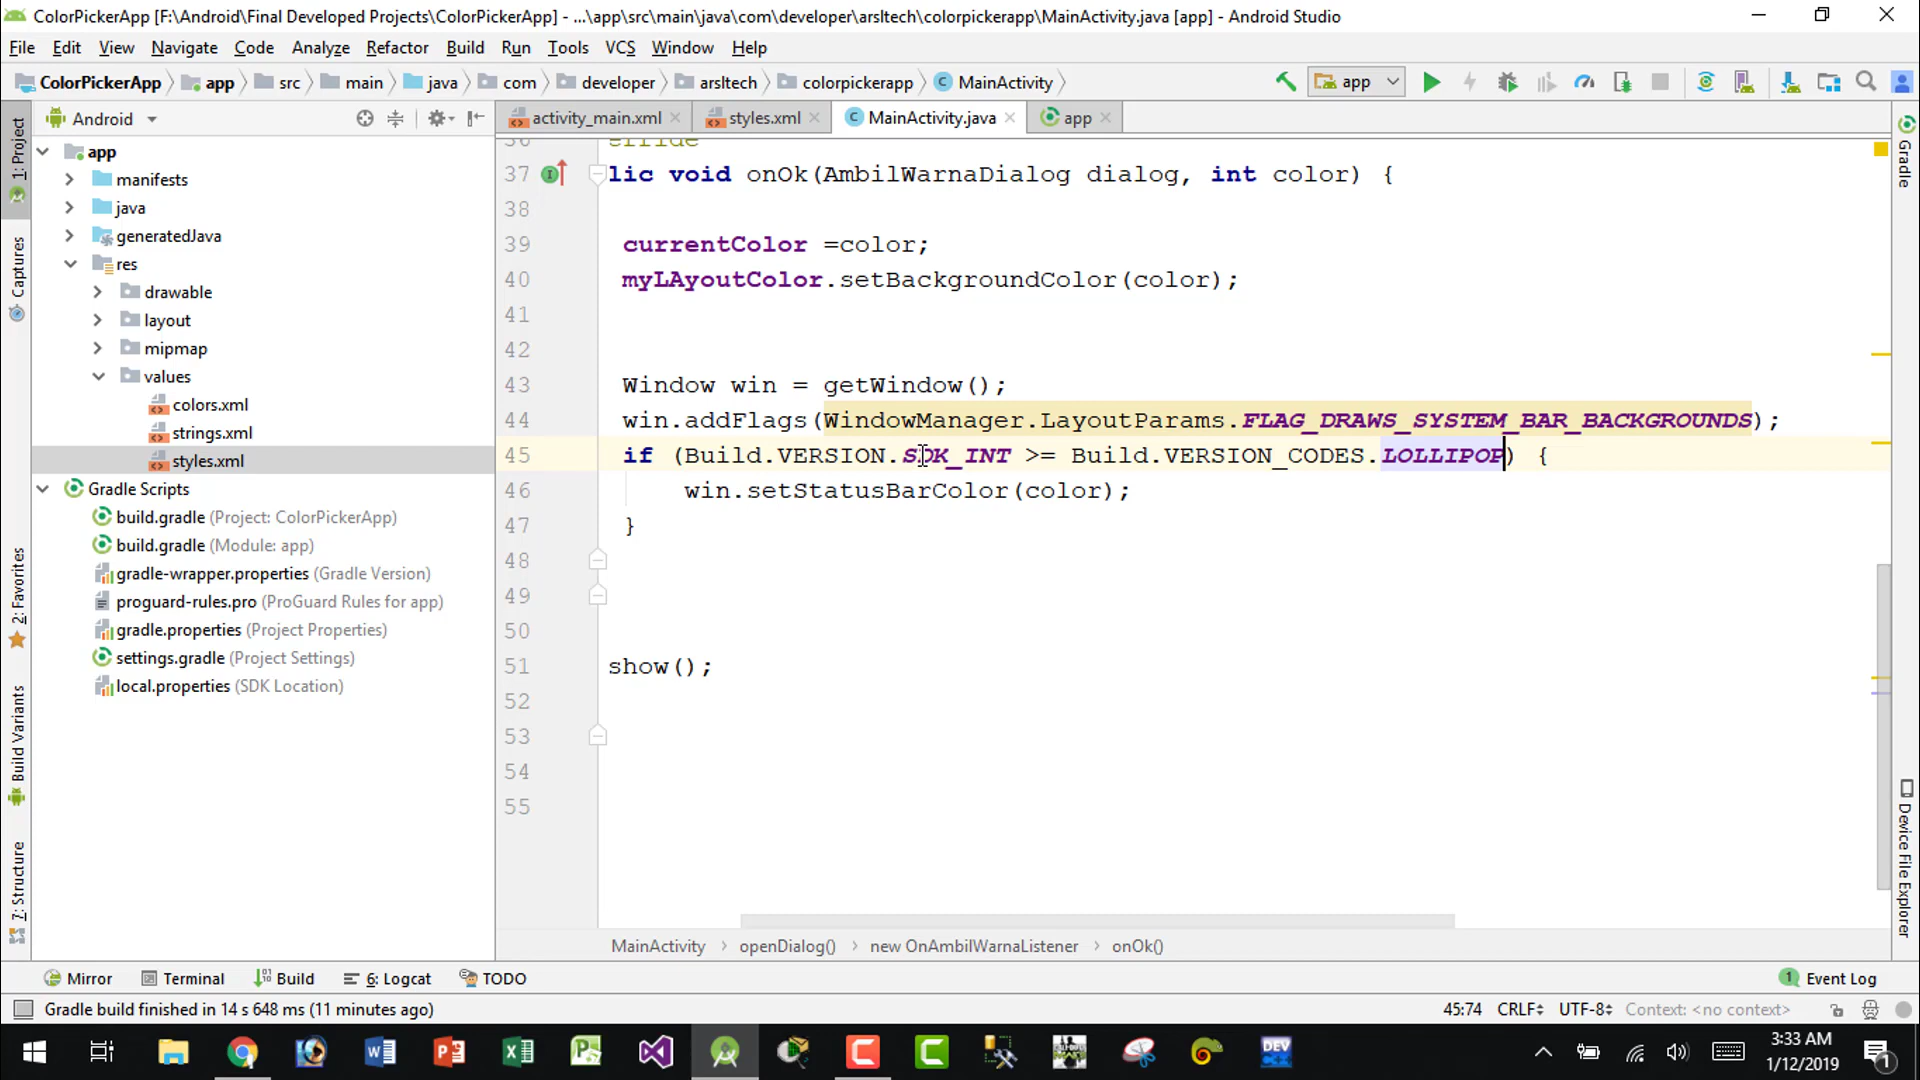 ColorPickerApp [F:\Android\Final Developed Projects\ColorPickerApp] - ...\app\src\main\java\com\developer\arsltech\colorpickerapp\MainActivity.java [app] - Android Studio
File Edit View Navigate Code Analyze Refactor Build Run Tools VCS Window Help
ColorPickerApp app src main java com developer arsltech colorpickerapp MainActivity app
Android
activity_main.xml styles.xml MainActivity.java app
1: Project
Captures
Build Variants
2: Favorites
7: Structure
app
manifests
java
generatedJava
res
drawable
layout
mipmap
values
colors.xml
strings.xml
styles.xml
Gradle Scripts
build.gradle (Project: ColorPickerApp)
build.gradle (Module: app)
gradle-wrapper.properties (Gradle Version)
proguard-rules.pro (ProGuard Rules for app)
gradle.properties (Project Properties)
settings.gradle (Project Settings)
local.properties (SDK Location)
37 lic void onOk(AmbilWarnaDialog dialog, int color) {
38
39 currentColor =color;
40 myLAyoutColor.setBackgroundColor(color);
41
42
43 Window win = getWindow();
44 win.addFlags(WindowManager.LayoutParams.FLAG_DRAWS_SYSTEM_BAR_BACKGROUNDS);
45 if (Build.VERSION.SDK_INT >= Build.VERSION_CODES.LOLLIPOP) {
46 win.setStatusBarColor(color);
47 }
48
49
50
51 show();
52
53
54
55
MainActivity openDialog() new OnAmbilWarnaListener onOk()
Gradle
Device File Explorer
Mirror Terminal Build 6: Logcat TODO 1 Event Log
Gradle build finished in 14 s 648 ms (11 minutes ago) 45:74 CRLF UTF-8 Context: <no context>
3:33 AM
1/12/2019
1
DEV